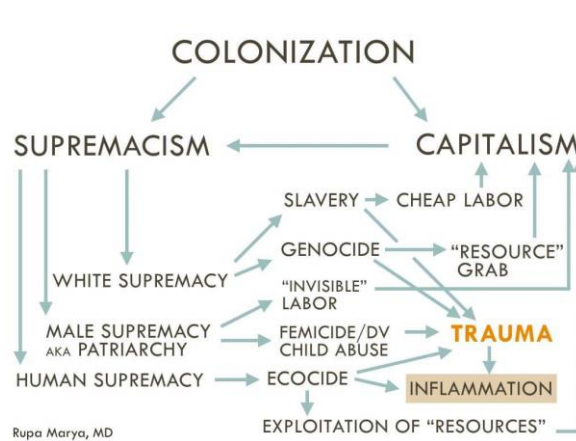 COLONIZATION
SUPREMACISM
CAPITALISM
SLAVERY
CHEAP LABOR
GENOCIDE
"RESOURCE"
GRAB
WHITE SUPREMACY
"INVISIBLE"
LABOR
MALE SUPREMACY
AKA PATRIARCHY
FEMICIDE/DV
CHILD ABUSE
TRAUMA
HUMAN SUPREMACY
ECOCIDE
INFLAMMATION
EXPLOITATION OF "RESOURCES"
Rupa Marya, MD